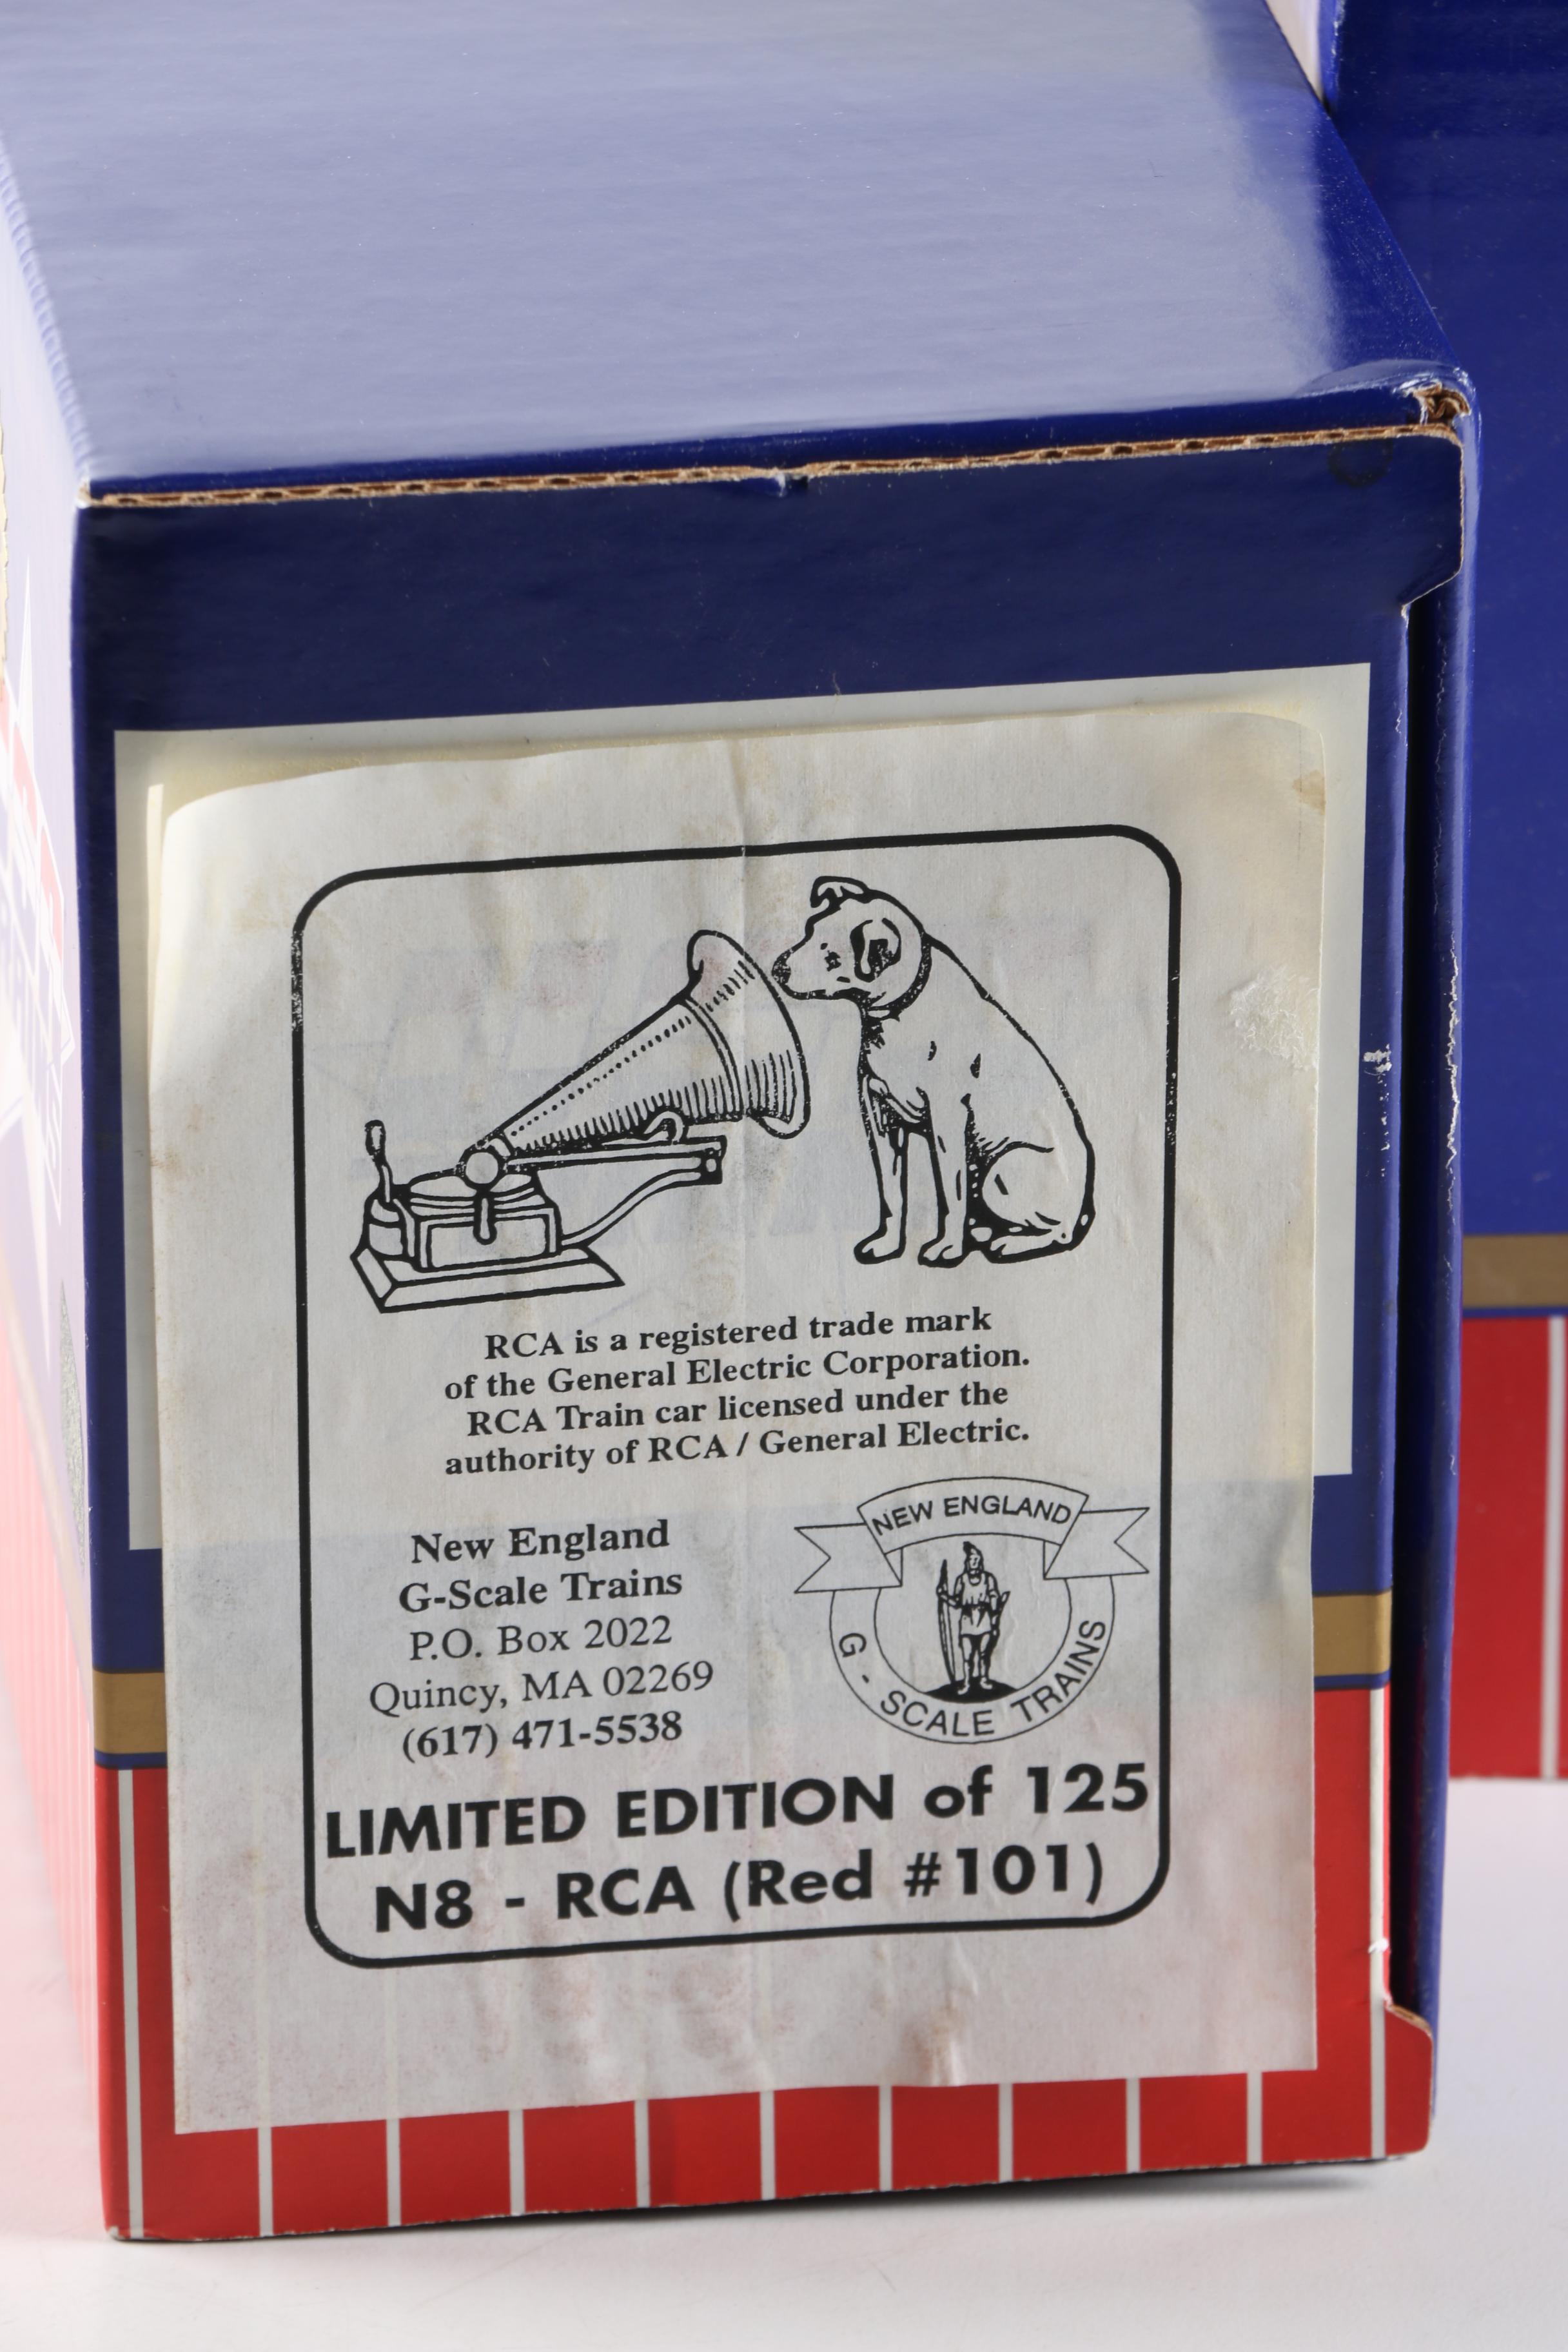 RCA is a registered trade mark
of the General Electric Corporation.
RCA Train car licensed under the
authority of RCA / General Electric.
New England
G-Scale Trains
P.O. Box 2022
Quincy, MA 02269
(617) 471-5538
NEW ENGLAND
G - SCALE TRAINS
LIMITED EDITION of 125
N8 - RCA (Red #101)